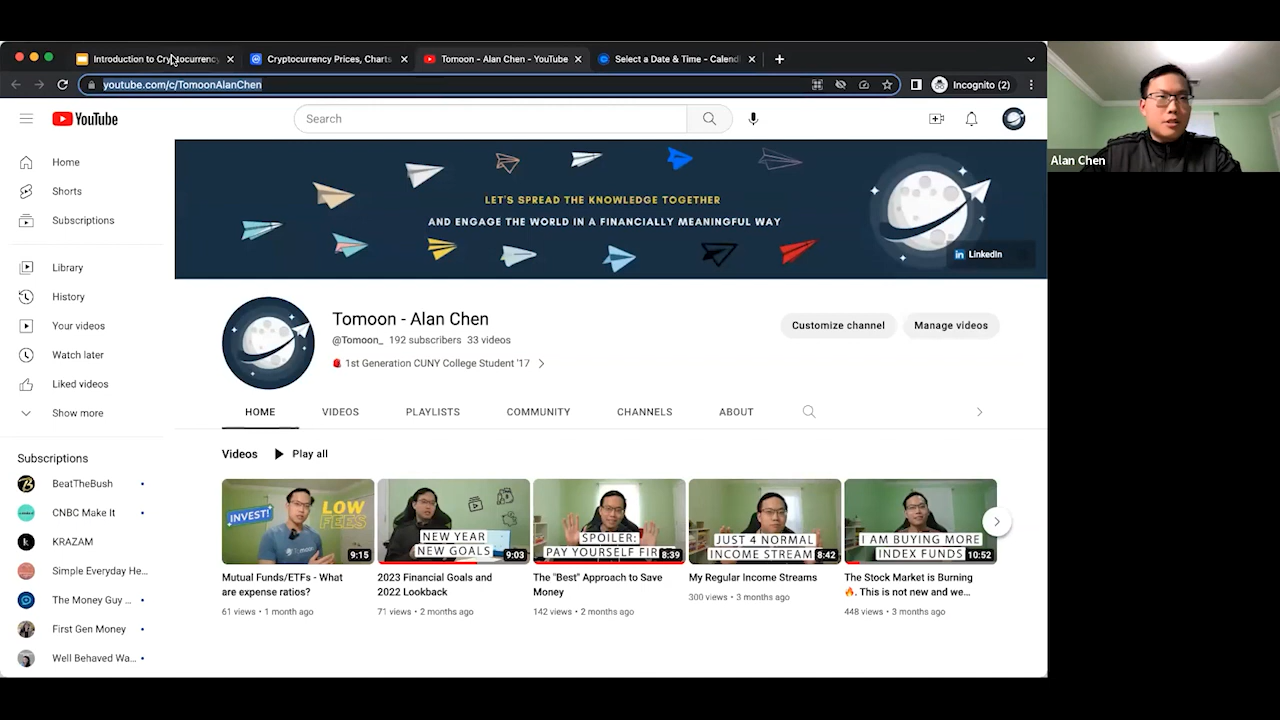 Introduction to Cryptocurrency
Cryptocurrency Prices, Charts
Tomoon - Alan Chen - YouTube
Select a Date & Time - Calend
youtube.com/c/TomoonAlanChen
Incognito (2)
YouTube
Search
Home
Shorts
Subscriptions
Library
History
Your videos
Watch later
Liked videos
Show more
Subscriptions
BeatTheBush
CNBC Make It
KRAZAM
Simple Everyday He...
The Money Guy ...
First Gen Money
Well Behaved Wa...
LET'S SPREAD THE KNOWLEDGE TOGETHER
AND ENGAGE THE WORLD IN A FINANCIALLY MEANINGFUL WAY
in LinkedIn
Tomoon - Alan Chen
@Tomoon_ 192 subscribers 33 videos
1st Generation CUNY College Student '17
Customize channel
Manage videos
HOME
VIDEOS
PLAYLISTS
COMMUNITY
CHANNELS
ABOUT
Videos
Play all
INVEST!
LOW
FEES
9:15
Mutual Funds/ETFs - What
are expense ratios?
61 views • 1 month ago
NEW YEAR
NEW GOALS
9:03
2023 Financial Goals and
2022 Lookback
71 views • 2 months ago
SPOILER:
PAY YOURSELF FIR
8:39
The "Best" Approach to Save
Money
142 views • 2 months ago
JUST 4 NORMAL
INCOME STREAM
8:42
My Regular Income Streams
300 views • 3 months ago
I AM BUYING MORE
INDEX FUNDS
10:52
The Stock Market is Burning
🔥. This is not new and we...
448 views • 3 months ago
Alan Chen